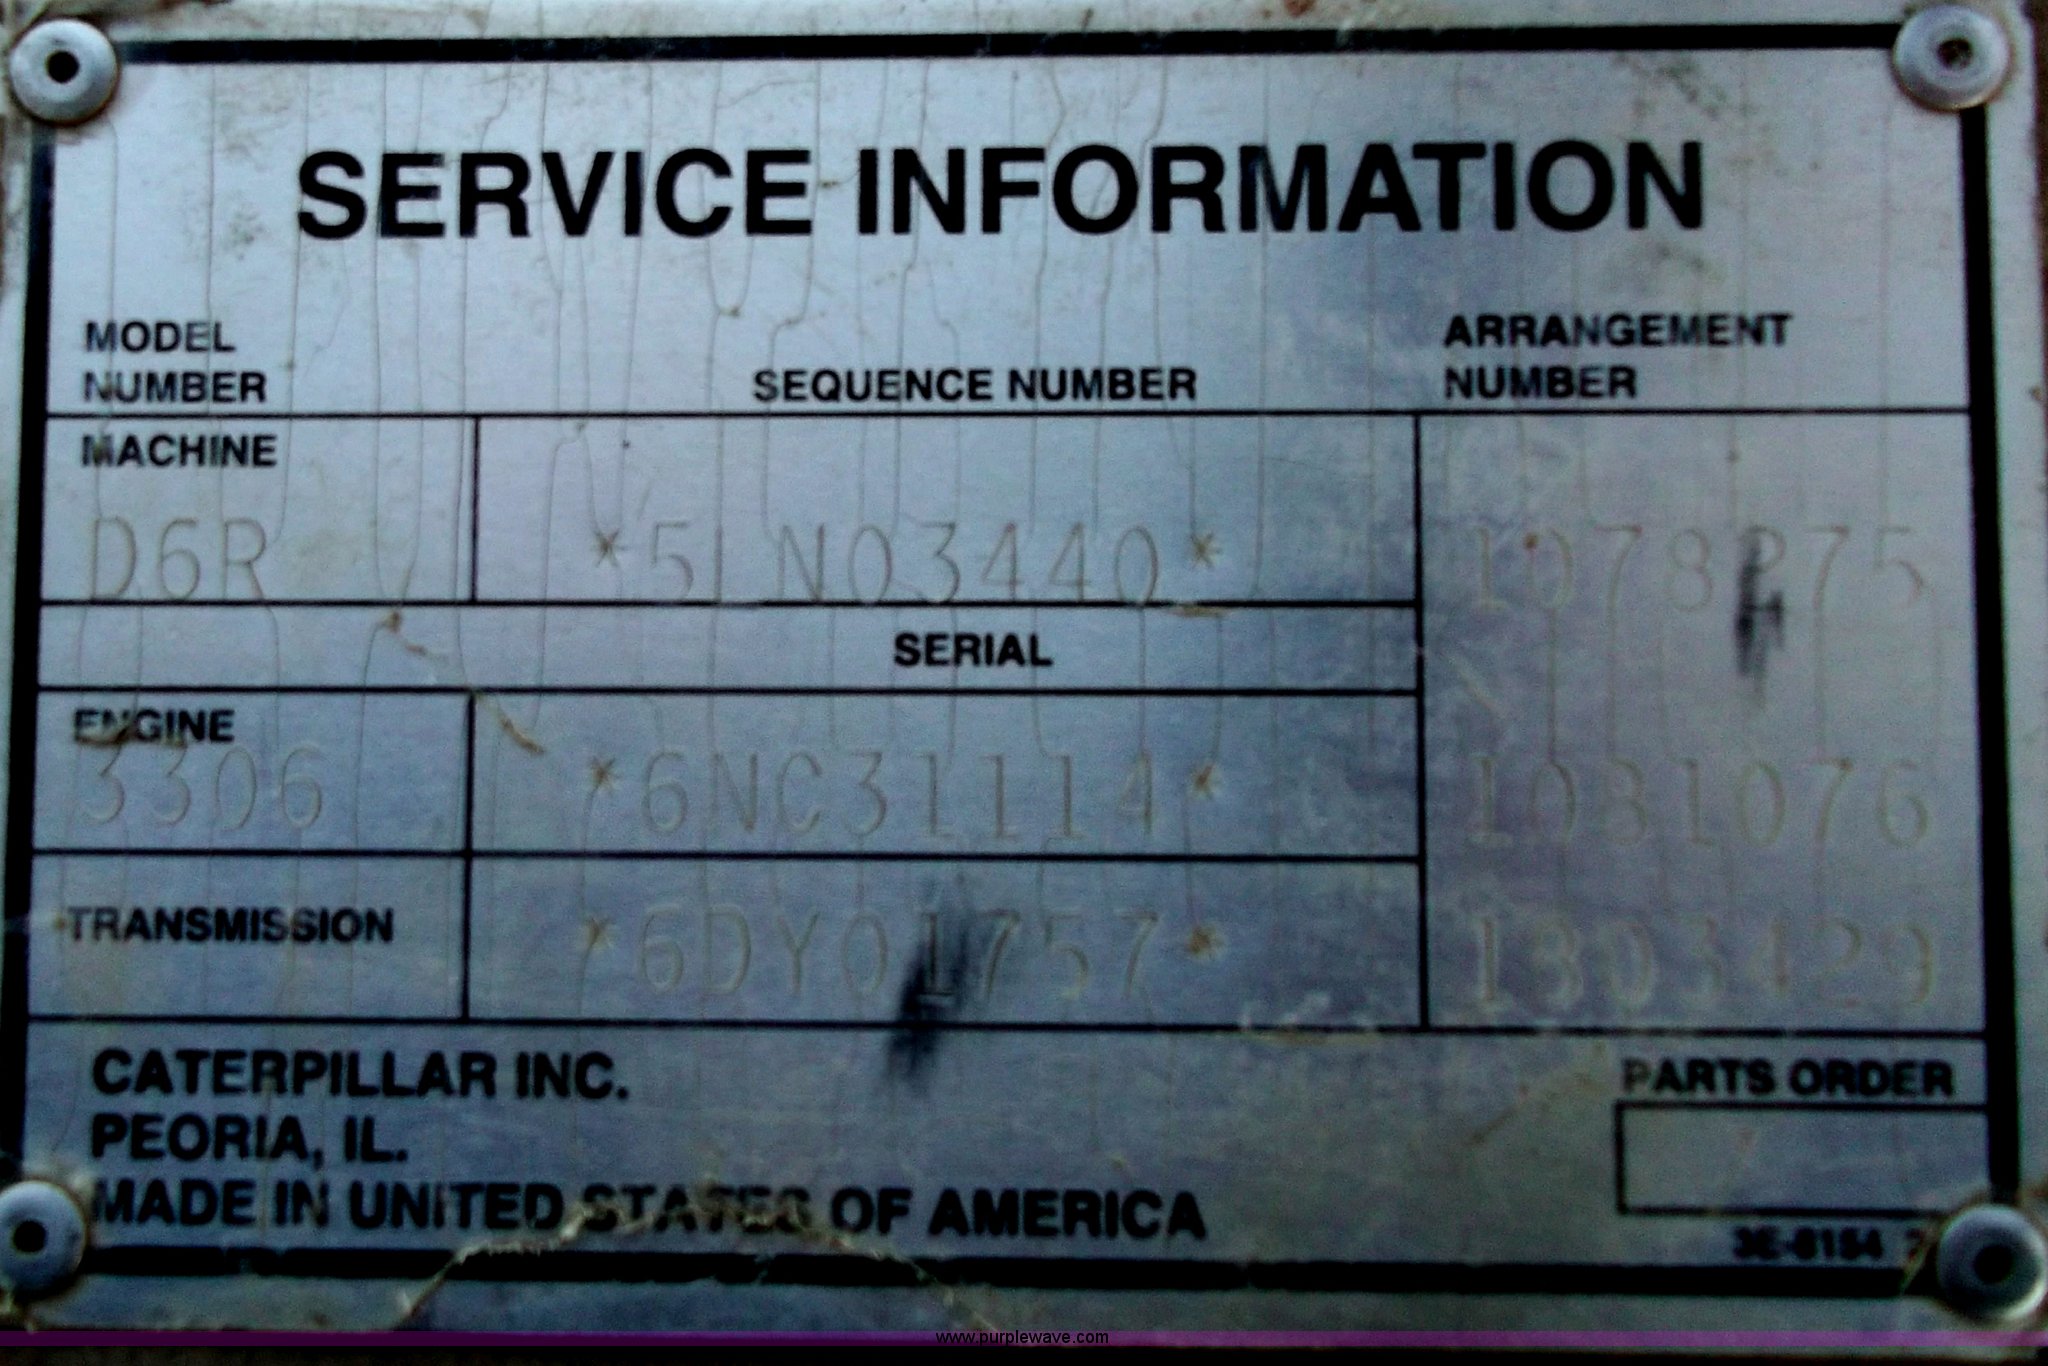 SERVICE INFORMATION
MODEL NUMBER
SEQUENCE NUMBER
ARRANGEMENT NUMBER
MACHINE
D6R
*5LN03440*
SERIAL
ENGINE
3306
*6NC31114*
1031076
TRANSMISSION
*6DY01757*
CATERPILLAR INC.
PEORIA, IL.
MADE IN UNITED STATES OF AMERICA
PARTS ORDER
www.purplewave.com